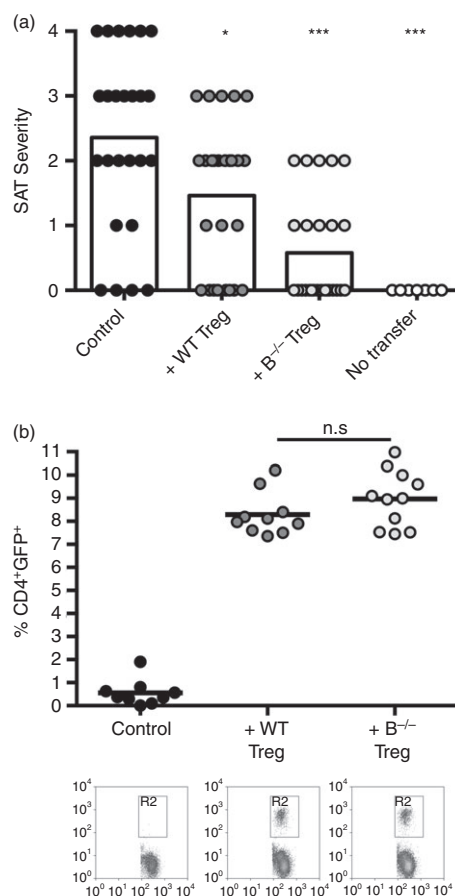 (a)
* *** ***
SAT Severity
4
3
2
1
0
Control
+ WT Treg
+ B⁻/⁻ Treg
No transfer
(b)
n.s
% CD4⁺GFP⁺
11
10
9
8
7
6
5
4
3
2
1
0
Control + WT Treg + B⁻/⁻ Treg
10⁴ 10⁴ 10⁴
10³ R2 10³ R2 10³ R2
10² 10² 10²
10¹ 10¹ 10¹
10⁰ 10⁰ 10⁰
10⁰ 10¹ 10² 10³ 10⁴ 10⁰ 10¹ 10² 10³ 10⁴ 10⁰ 10¹ 10² 10³ 10⁴